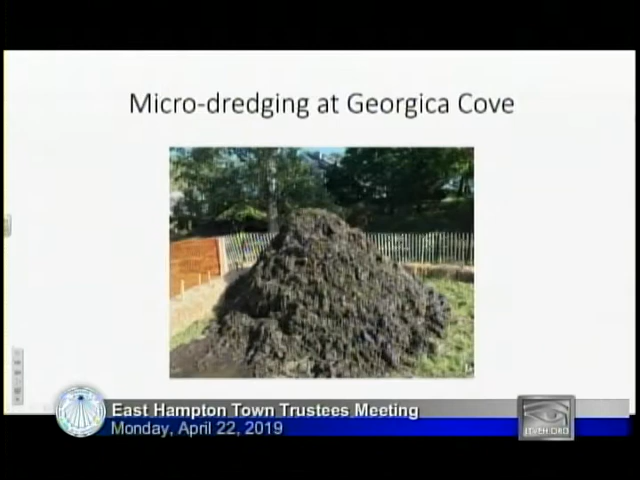 Micro-dredging at Georgica Cove
East Hampton Town Trustees Meeting
Monday, April 22, 2019